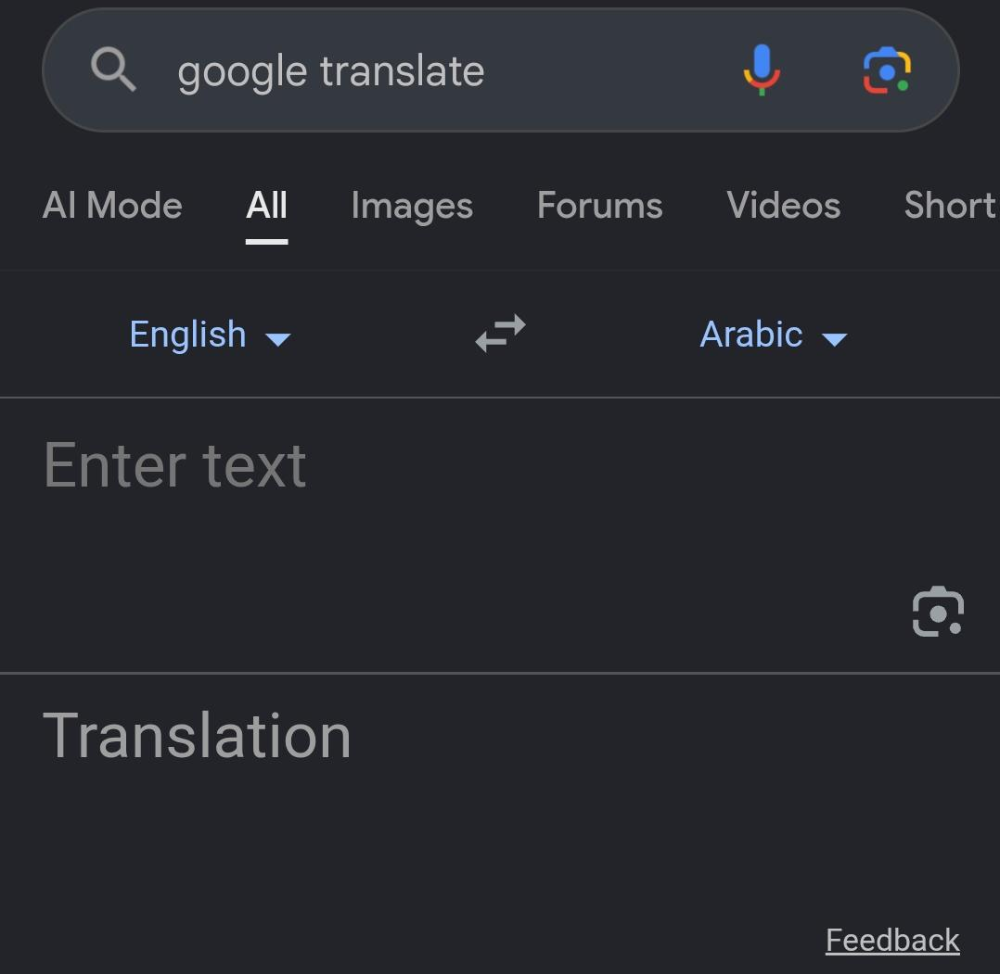 google translate
AI Mode All Images Forums Videos Short
English Arabic
Enter text
Translation
Feedback